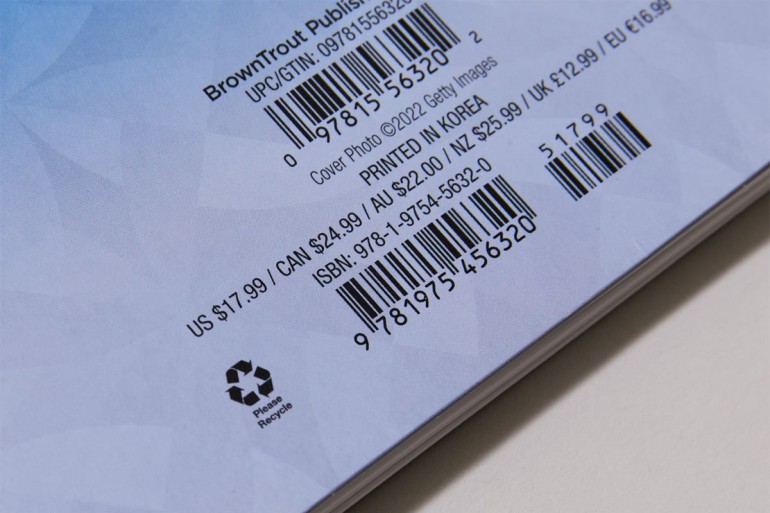 BrownTrout Publish
UPC/GTIN: 0978155632
0 97815 56320 2
Cover Photo ©2022 Getty Images
PRINTED IN KOREA
US $17.99 / CAN $24.99 / AU $22.00 / NZ $25.99 / UK £12.99 / EU €16.99
ISBN: 978-1-9754-5632-0
51799
9 781975 456320
Please
Recycle